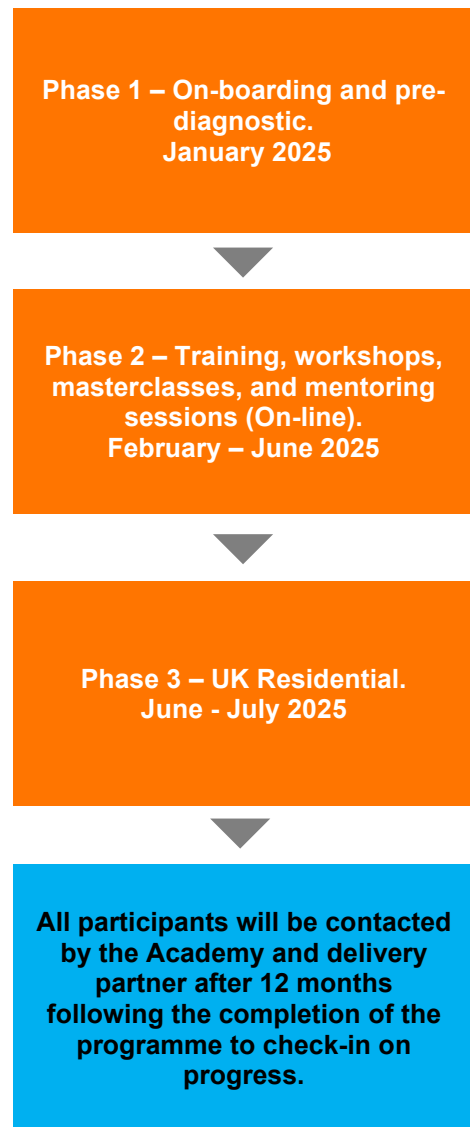 Phase 1 – On-boarding and pre-
diagnostic.
January 2025
Phase 2 – Training, workshops,
masterclasses, and mentoring
sessions (On-line).
February – June 2025
Phase 3 – UK Residential.
June - July 2025
All participants will be contacted
by the Academy and delivery
partner after 12 months
following the completion of the
programme to check-in on
progress.